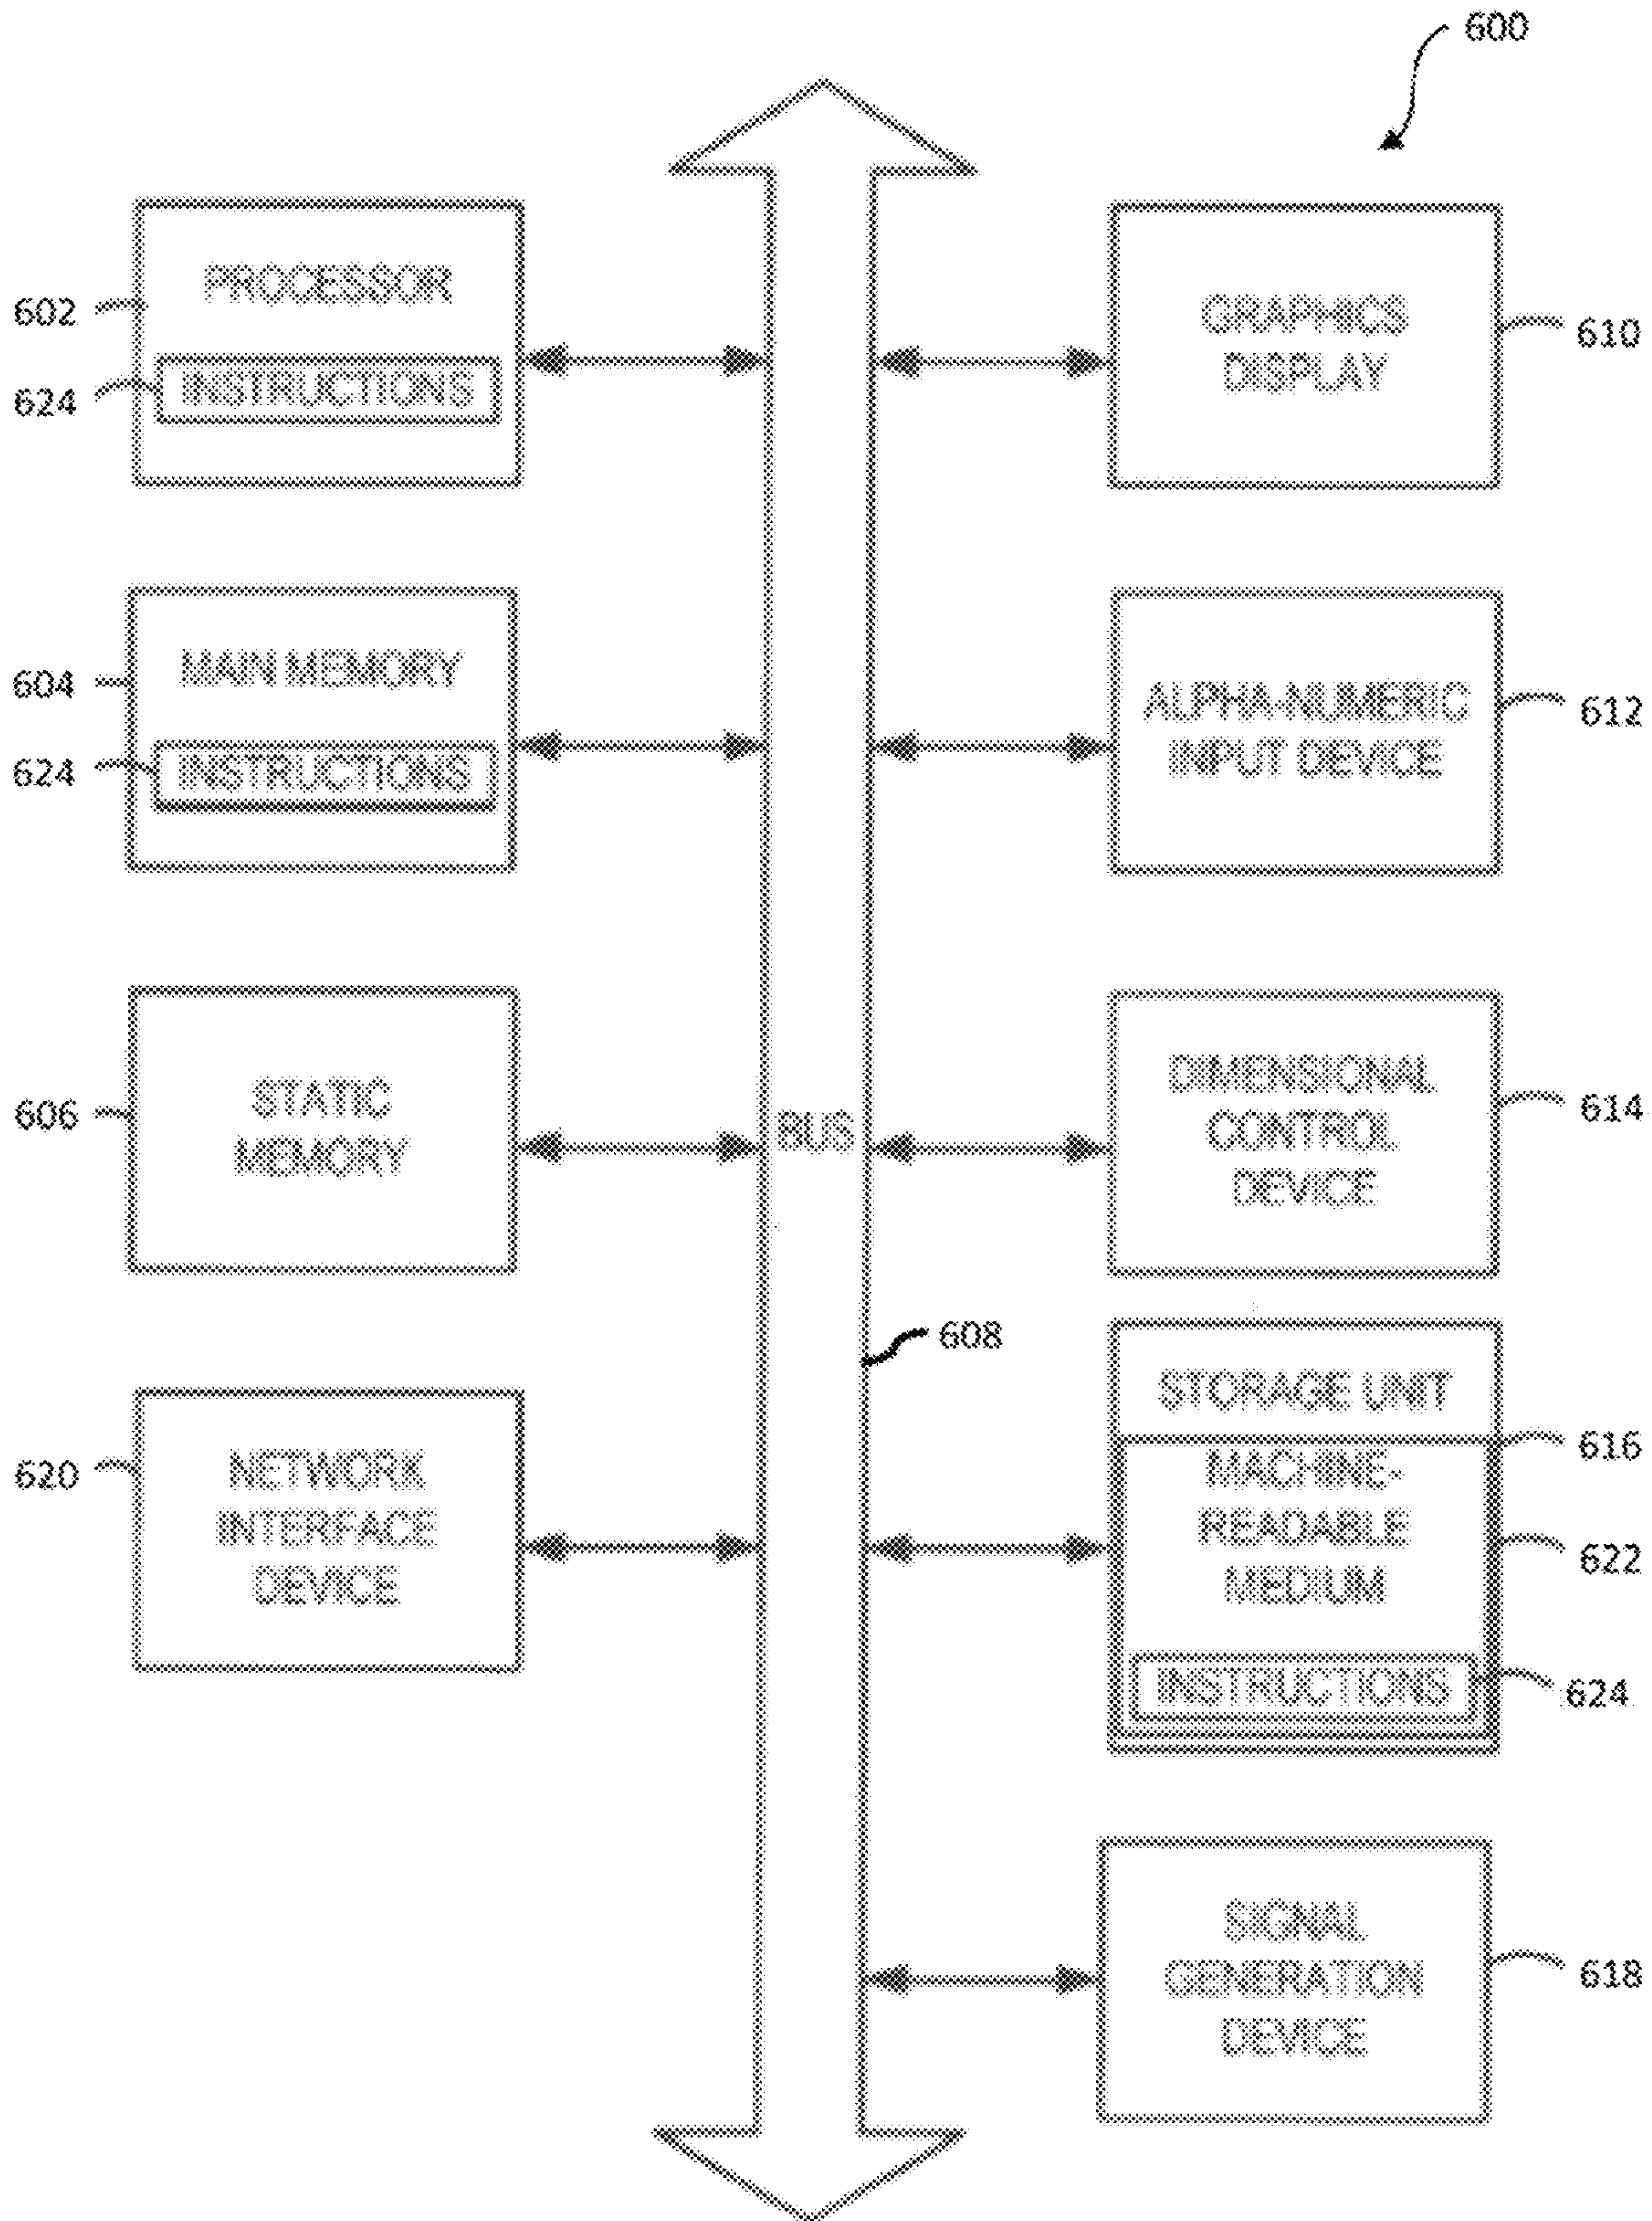 600
PROCESSOR
602
INSTRUCTIONS
624
GRAPHICS
DISPLAY
610
MAIN MEMORY
604
INSTRUCTIONS
624
ALPHA-NUMERIC
INPUT DEVICE
612
STATIC
MEMORY
606
BUS
DIMENSIONAL
CONTROL
DEVICE
614
608
NETWORK
INTERFACE
DEVICE
620
STORAGE UNIT
616
MACHINE-
READABLE
MEDIUM
622
INSTRUCTIONS
624
SIGNAL
GENERATION
DEVICE
618